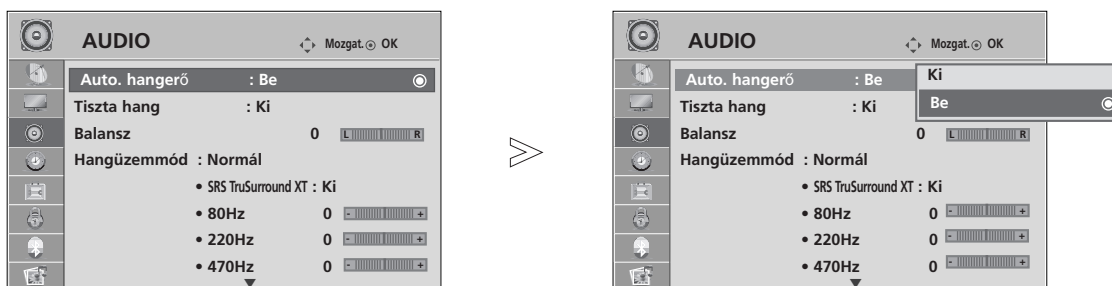 AUDIO Mozgat. OK
Auto. hangerő : Be
Tiszta hang : Ki
Balansz 0 L R
Hangüzemmód : Normál
• SRS TruSurround XT : Ki
• 80Hz 0 - +
• 220Hz 0 - +
• 470Hz 0 - +
AUDIO Mozgat. OK
Auto. hangerő : Be
Ki
Be
Tiszta hang : Ki
Balansz 0 L R
Hangüzemmód : Normál
• SRS TruSurround XT : Ki
• 80Hz 0 - +
• 220Hz 0 - +
• 470Hz 0 - +